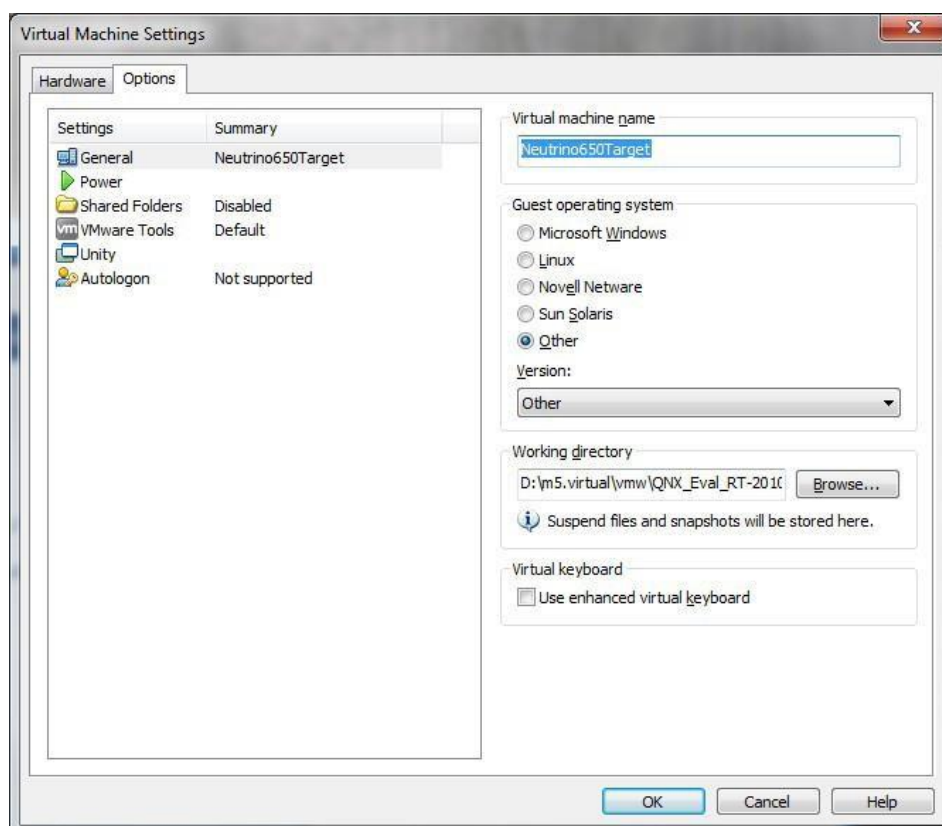 Virtual Machine Settings
Hardware Options
Settings Summary
General Neutrino650Target
Power
Shared Folders Disabled
vm VMware Tools Default
Unity
Autologon Not supported
Virtual machine name
Neutrino650Target
Guest operating system
Microsoft Windows
Linux
Novell Netware
Sun Solaris
Other
Version:
Other
Working directory
D:\m5.virtual\vmw\QNX_Eval_RT-201( Browse...
Suspend files and snapshots will be stored here.
Virtual keyboard
Use enhanced virtual keyboard
OK Cancel Help